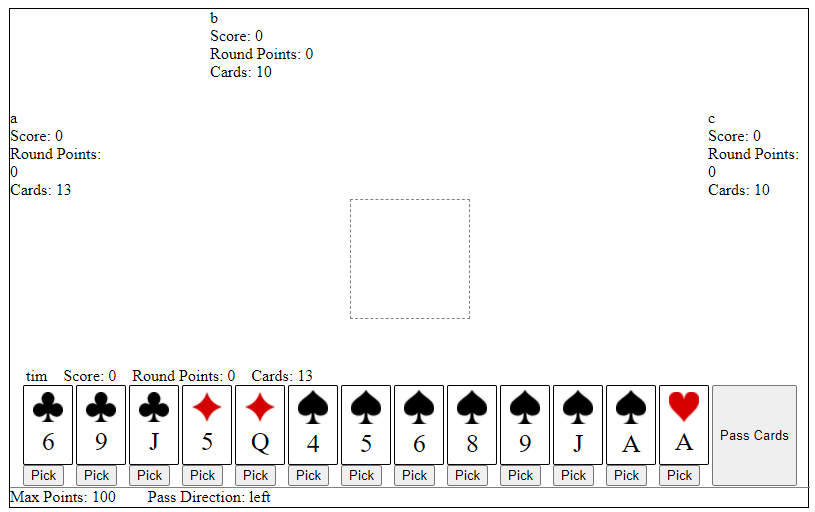 b
Score: 0
Round Points: 0
Cards: 10
a
Score: 0
Round Points:
0
Cards: 13
c
Score: 0
Round Points:
0
Cards: 10
tim Score: 0 Round Points: 0 Cards: 13
6 9 J 5 Q 4 5 6 8 9 J A A
Pass Cards
Pick Pick Pick Pick Pick Pick Pick Pick Pick Pick Pick Pick Pick
Max Points: 100 Pass Direction: left